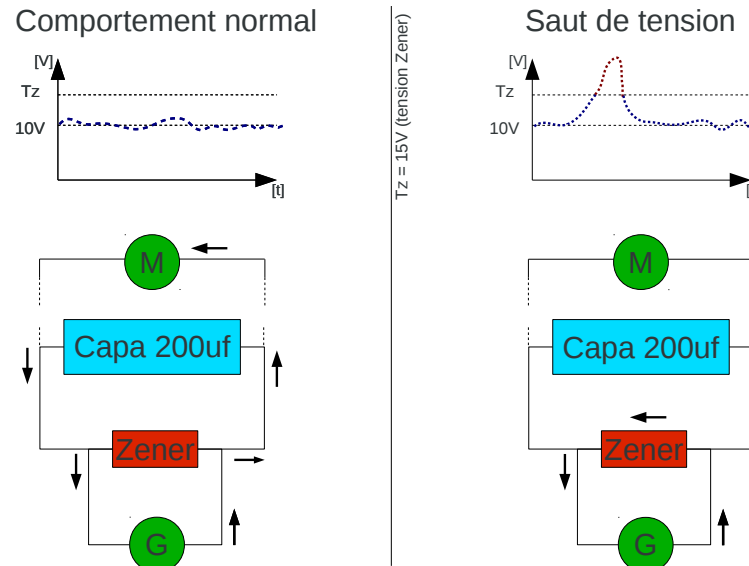 Comportement normal
[V]
Tz
10V
[t]
M
Capa 200uf
Zener
G
Tz = 15V (tension Zener)
Saut de tension
[V]
Tz
10V
[
M
Capa 200uf
Zener
G